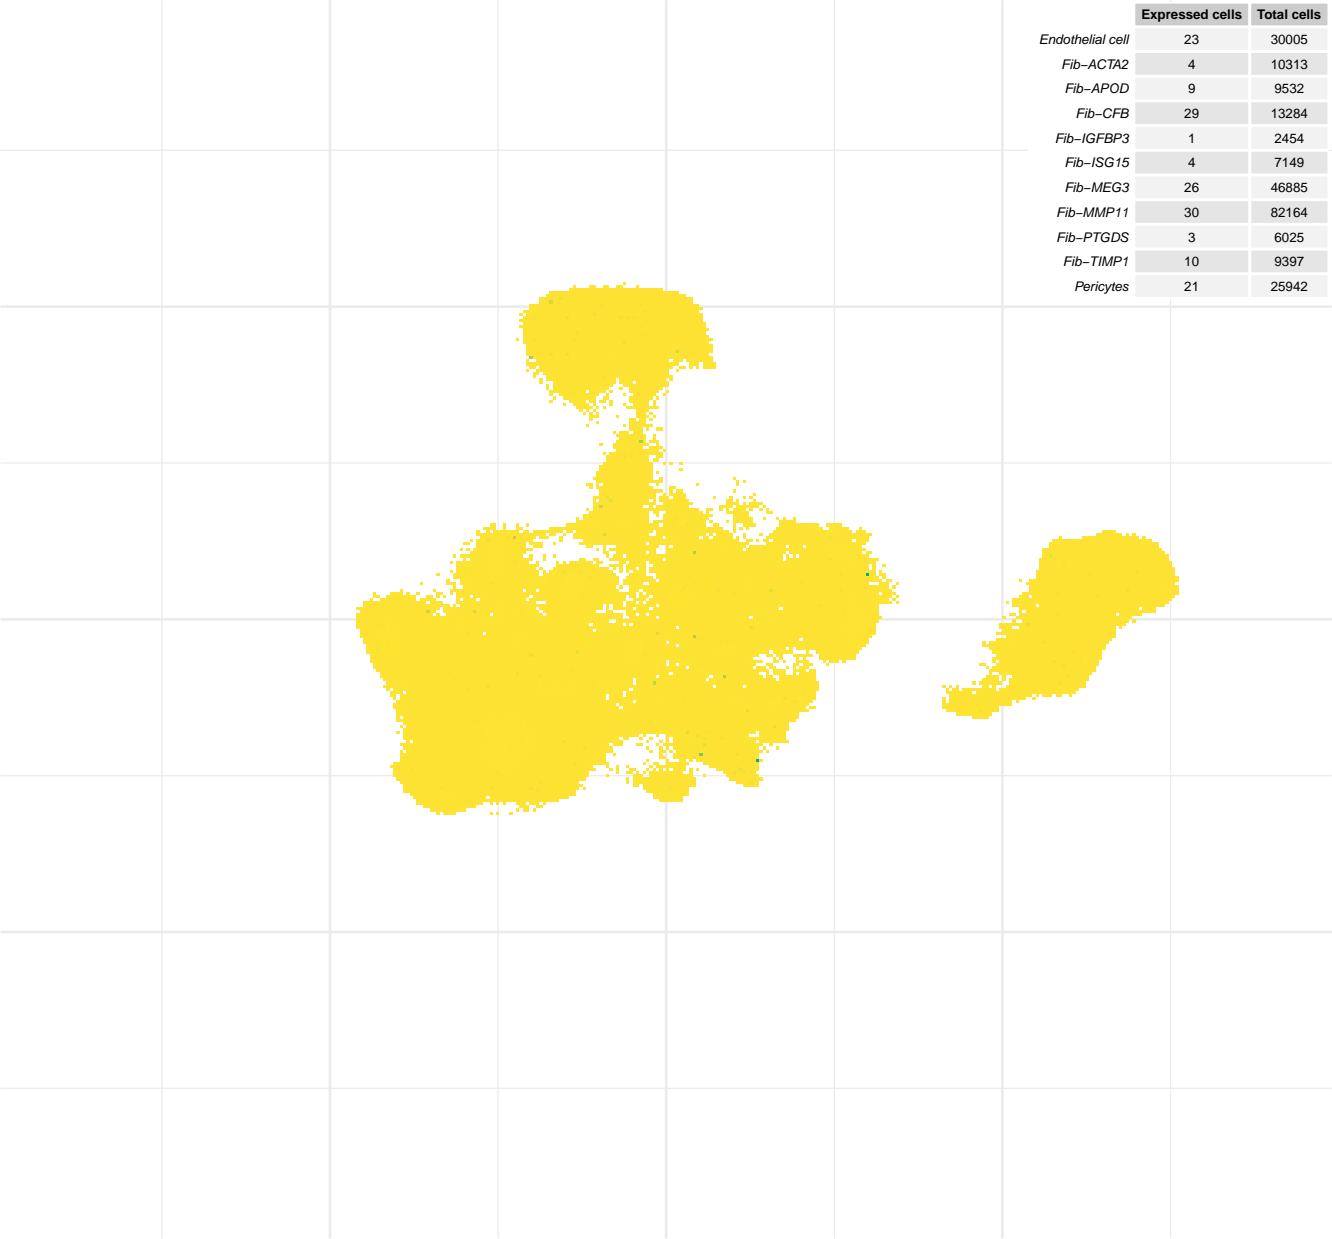 Expressed cells Total cells
Endothelial cell 23 30005
Fib−ACTA2 4 10313
Fib−APOD 9 9532
Fib−CFB 29 13284
Fib−IGFBP3 1 2454
Fib−ISG15 4 7149
Fib−MEG3 26 46885
Fib−MMP11 30 82164
Fib−PTGDS 3 6025
Fib−TIMP1 10 9397
Pericytes 21 25942